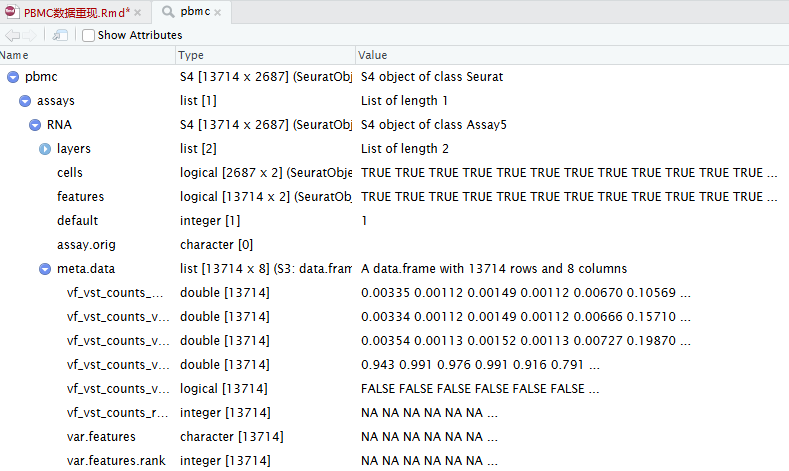 PBMC数据重现.Rmd* pbmc
Show Attributes
Name Type Value
pbmc S4 [13714 x 2687] (SeuratObj S4 object of class Seurat
assays list [1] List of length 1
RNA S4 [13714 x 2687] (SeuratObj S4 object of class Assay5
layers list [2] List of length 2
cells logical [2687 x 2] (SeuratObje TRUE TRUE TRUE TRUE TRUE TRUE TRUE TRUE TRUE TRUE TRUE TRUE ...
features logical [13714 x 2] (SeuratOb TRUE TRUE TRUE TRUE TRUE TRUE TRUE TRUE TRUE TRUE TRUE TRUE ...
default integer [1] 1
assay.orig character [0]
meta.data list [13714 x 8] (S3: data.fram A data.frame with 13714 rows and 8 columns
vf_vst_counts_... double [13714] 0.00335 0.00112 0.00149 0.00112 0.00670 0.10569 ...
vf_vst_counts_v... double [13714] 0.00334 0.00112 0.00149 0.00112 0.00666 0.15710 ...
vf_vst_counts_v... double [13714] 0.00354 0.00113 0.00152 0.00113 0.00727 0.19870 ...
vf_vst_counts_v... double [13714] 0.943 0.991 0.976 0.991 0.916 0.791 ...
vf_vst_counts_v... logical [13714] FALSE FALSE FALSE FALSE FALSE FALSE ...
vf_vst_counts_r... integer [13714] NA NA NA NA NA NA ...
var.features character [13714] NA NA NA NA NA NA ...
var.features.rank integer [13714] NA NA NA NA NA NA ...